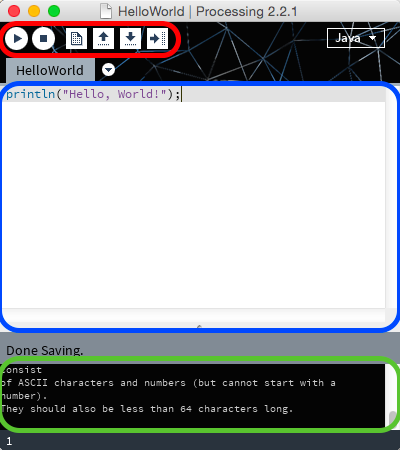 HelloWorld | Processing 2.2.1
Java
HelloWorld
println("Hello, World!");
Done Saving.
consist
of ASCII characters and numbers (but cannot start with a
number).
They should also be less than 64 characters long.
1